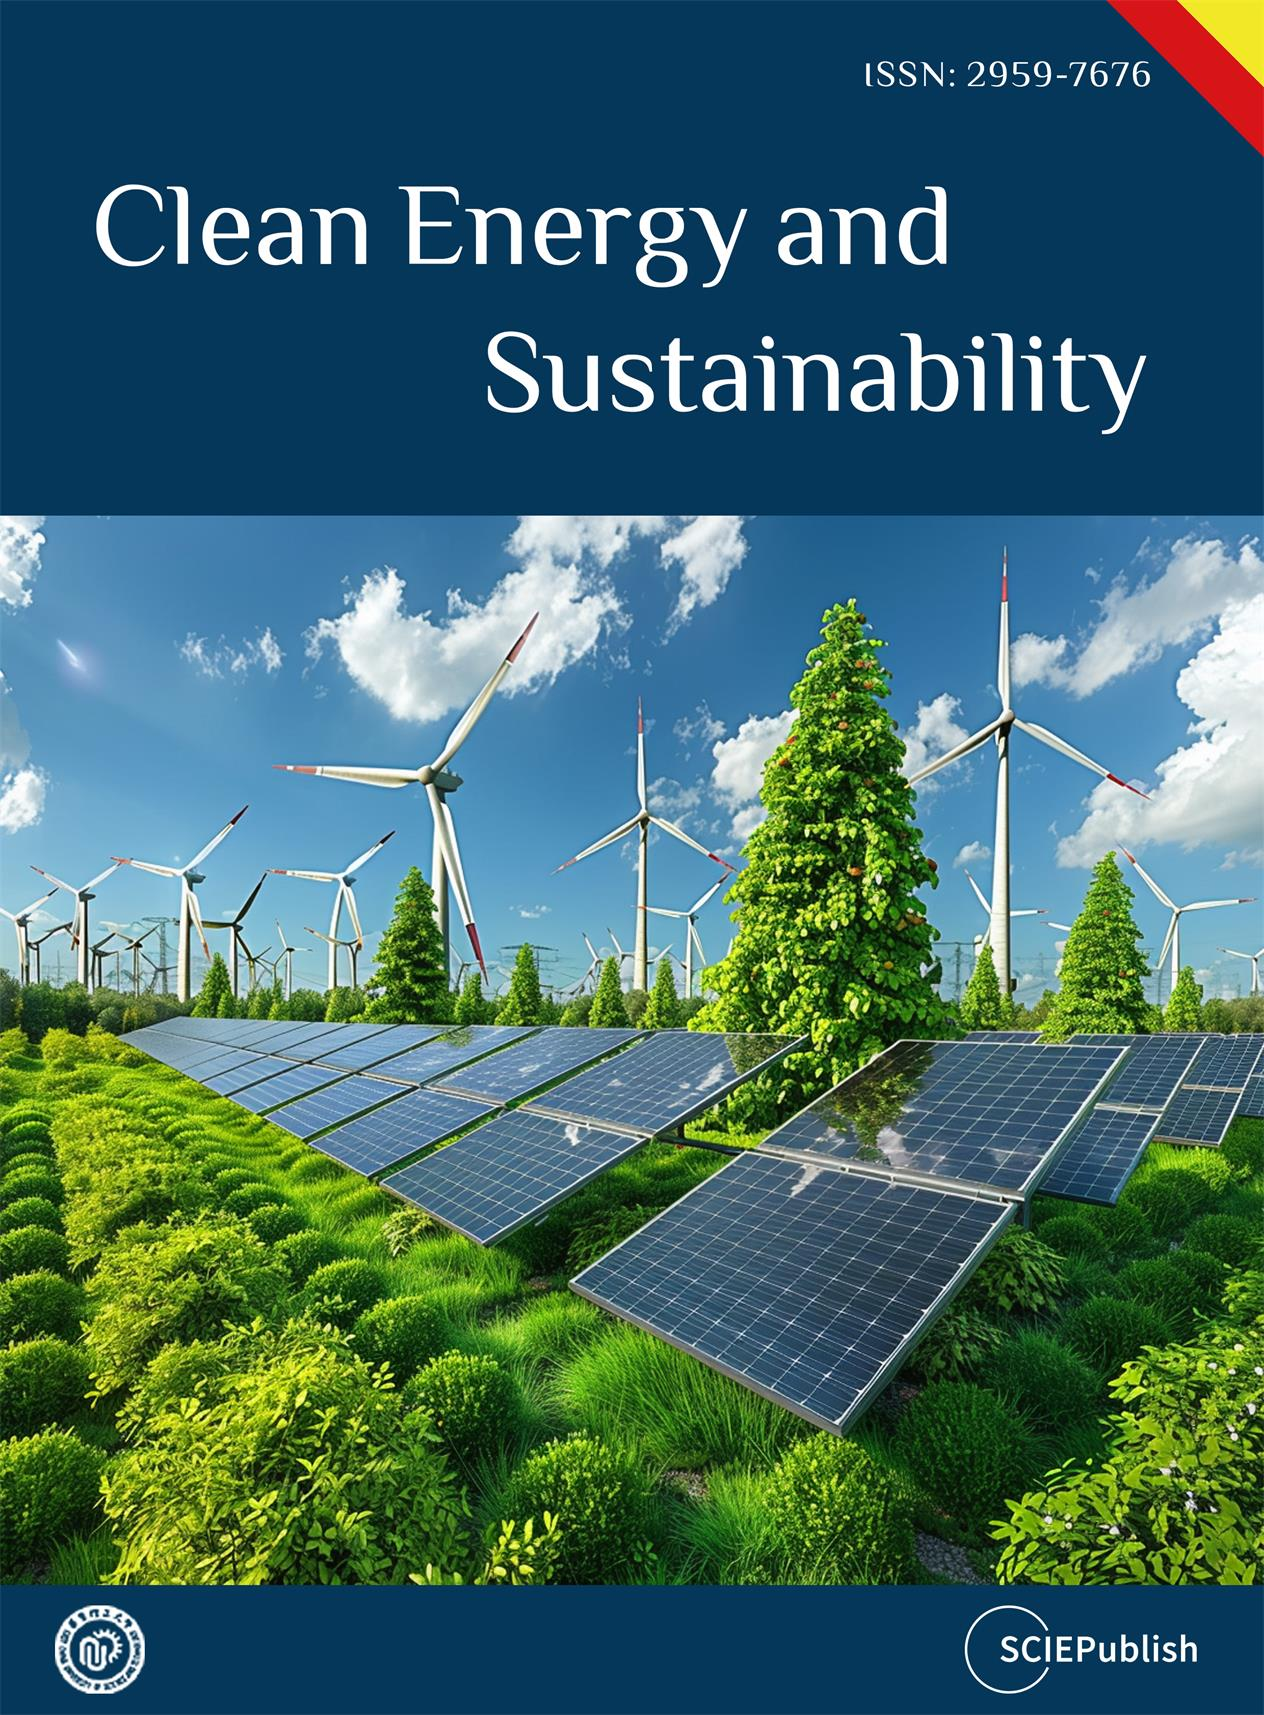 ISSN: 2959-7676
Clean Energy and
Sustainability
SCIEPublish